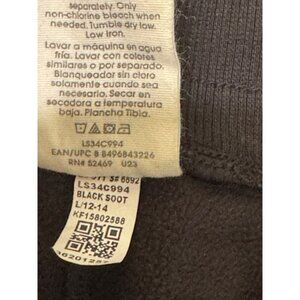 separately. Only
non-chlorine bleach when
needed. Tumble dry low.
Low iron.
Lavar a máquina en agua
fría. Lavar con colores
similares o por separado.
Blanqueador sin cloro
solamente cuando sea
necesario. Secar en
secadora a temperatura
baja. Plancha Tibia.
LS34C994
EAN/UPC 8 8496843226
RN# 52469 U23
S# 6692
LS34C994
BLACK SOOT
L/12-14
KF15802588